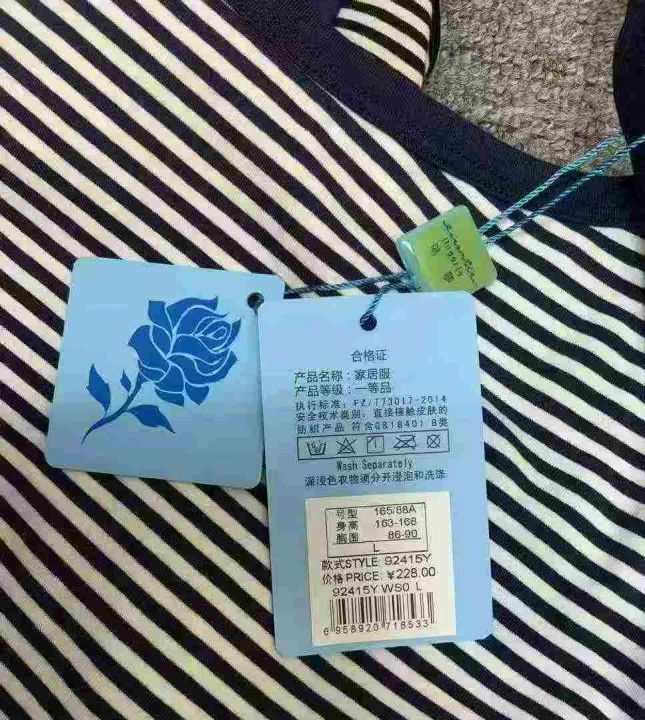 合格证
产品名称：家居服
产品等级：一等品
执行标准：FZ/T73017-2014
安全技术类别：直接接触皮肤的
纺织产品 符合GB18401 B类
Wash Separately
深浅色衣物须分开浸泡和洗涤
号型 165/88A
身高 163-168
胸围 86-90
L
款式STYLE: 92415Y
价格PRICE: ¥228.00
92415Y WS0 L
6 958920 718533